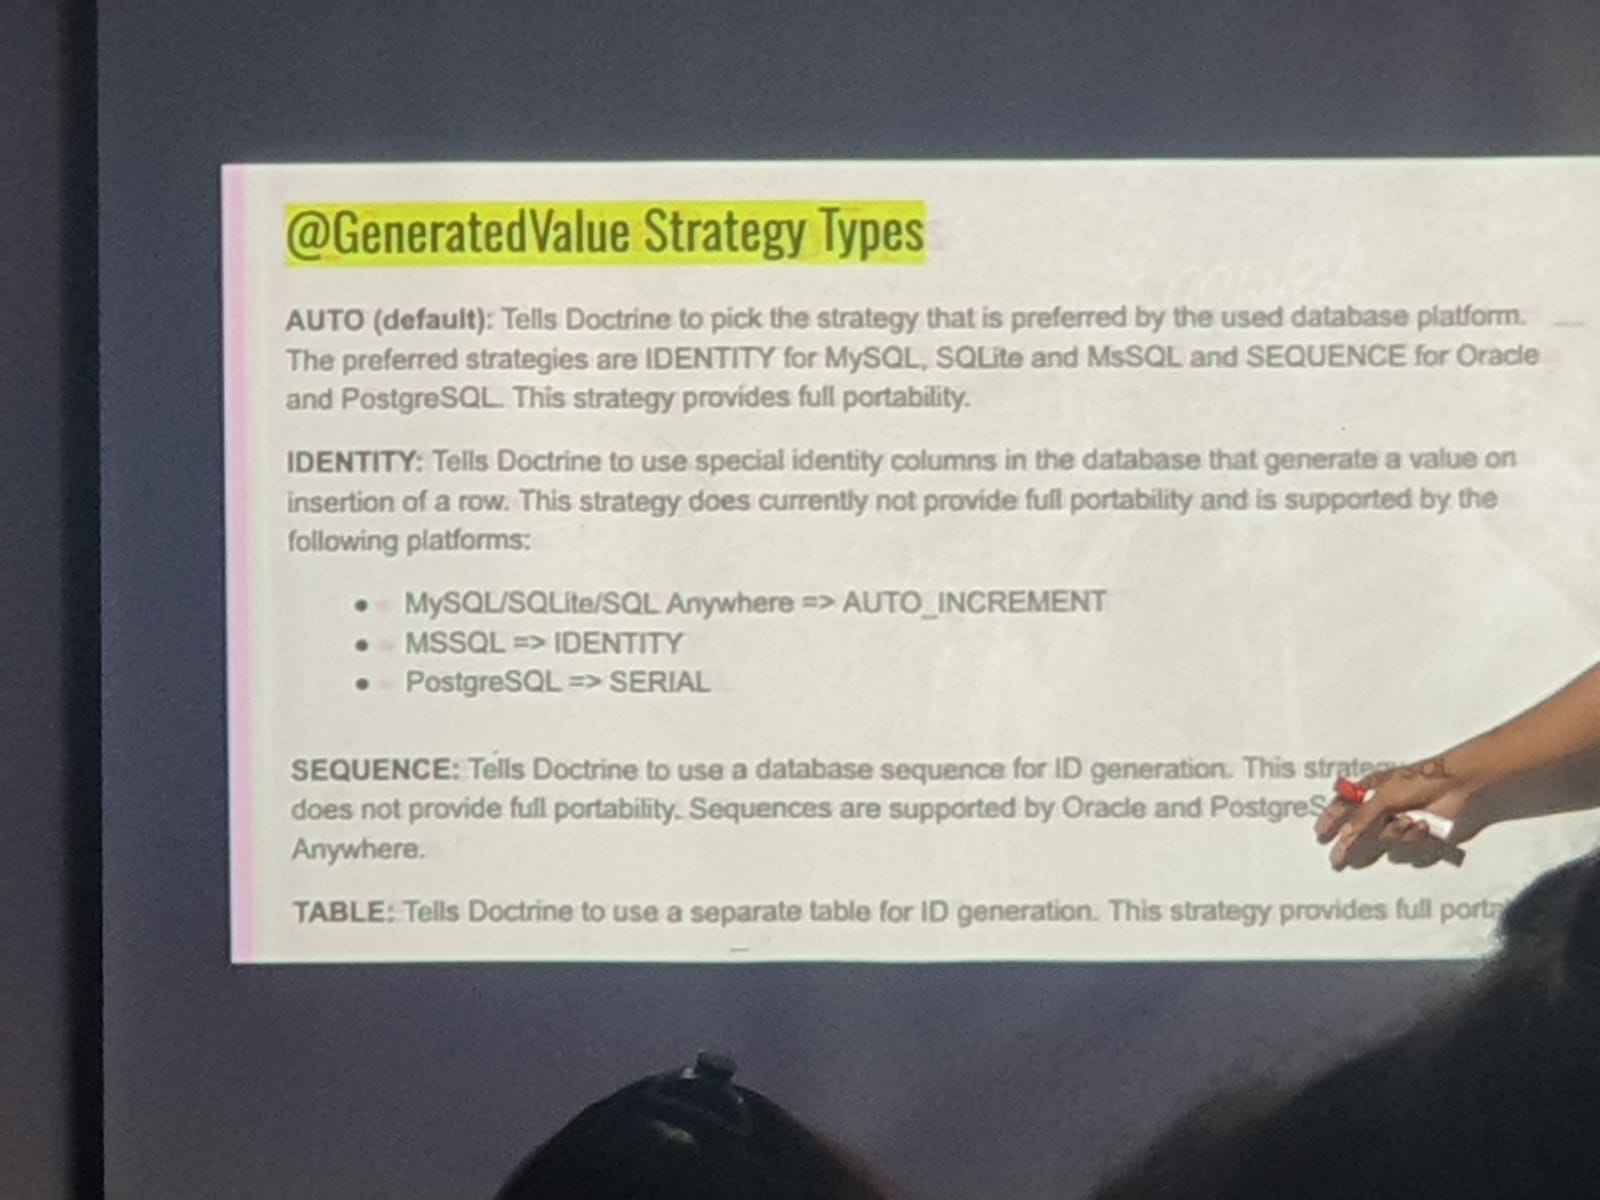 @GeneratedValue Strategy Types
AUTO (default): Tells Doctrine to pick the strategy that is preferred by the used database platform.
The preferred strategies are IDENTITY for MySQL, SQLite and MsSQL and SEQUENCE for Oracle
and PostgreSQL. This strategy provides full portability.
IDENTITY: Tells Doctrine to use special identity columns in the database that generate a value on
insertion of a row. This strategy does currently not provide full portability and is supported by the
following platforms:
● MySQL/SQLite/SQL Anywhere => AUTO_INCREMENT
● MSSQL => IDENTITY
● PostgreSQL => SERIAL
SEQUENCE: Tells Doctrine to use a database sequence for ID generation. This strategy
does not provide full portability. Sequences are supported by Oracle and PostgreS
Anywhere.
TABLE: Tells Doctrine to use a separate table for ID generation. This strategy provides full porta